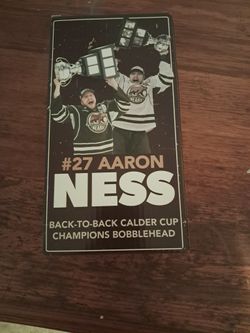 #27 AARON
NESS
BACK-TO-BACK CALDER CUP
CHAMPIONS BOBBLEHEAD